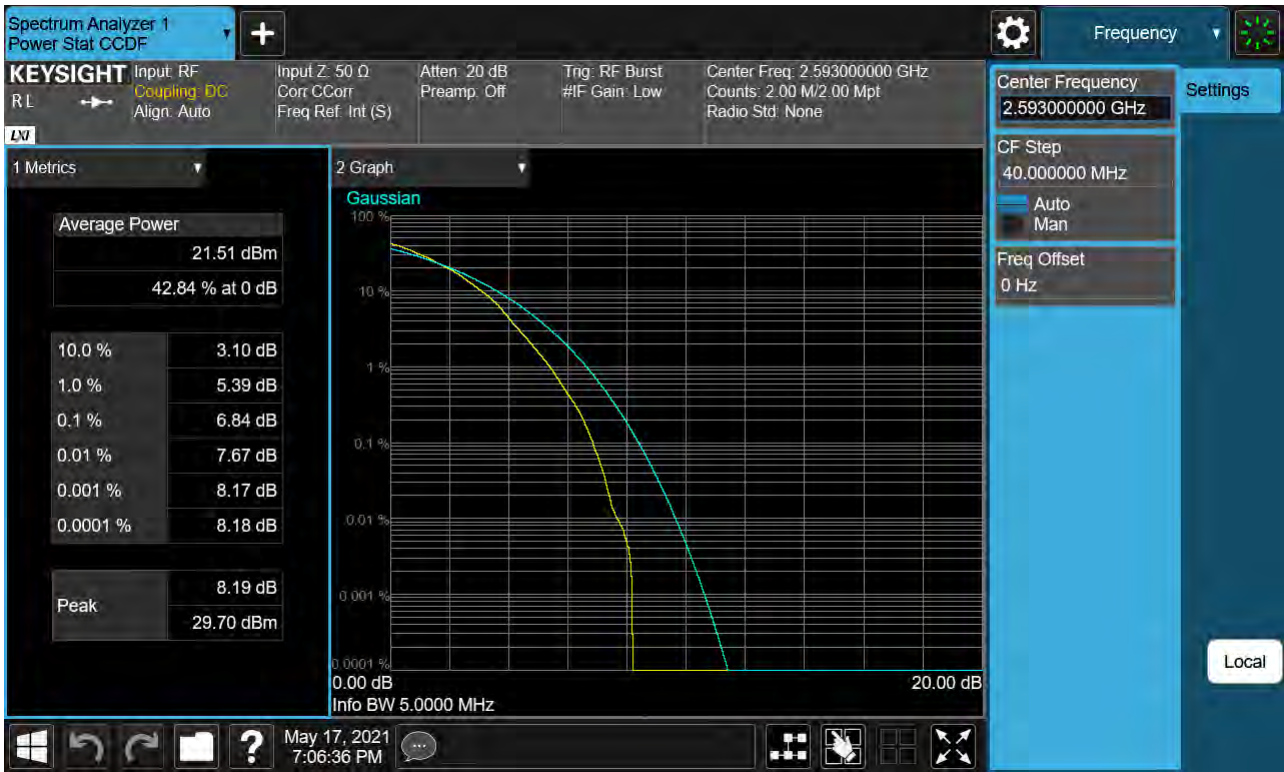 Spectrum Analyzer 1
Power Stat CCDF
+
Frequency
KEYSIGHT
RL
LXI
Input: RF
Coupling: DC
Align: Auto
Input Z: 50 Ω
Corr CCorr
Freq Ref: Int (S)
Atten: 20 dB
Preamp: Off
Trig: RF Burst
#IF Gain: Low
Center Freq: 2.593000000 GHz
Counts: 2.00 M/2.00 Mpt
Radio Std: None
1 Metrics
Average Power
21.51 dBm
42.84 % at 0 dB
10.0 % 3.10 dB
1.0 % 5.39 dB
0.1 % 6.84 dB
0.01 % 7.67 dB
0.001 % 8.17 dB
0.0001 % 8.18 dB
Peak
8.19 dB
29.70 dBm
2 Graph
Gaussian
100 %
10 %
1 %
0.1 %
0.01 %
0.001 %
0.0001 %
0.00 dB 20.00 dB
Info BW 5.0000 MHz
Center Frequency
2.593000000 GHz
CF Step
40.000000 MHz
Auto
Man
Freq Offset
0 Hz
Settings
Local
?
May 17, 2021
7:06:36 PM